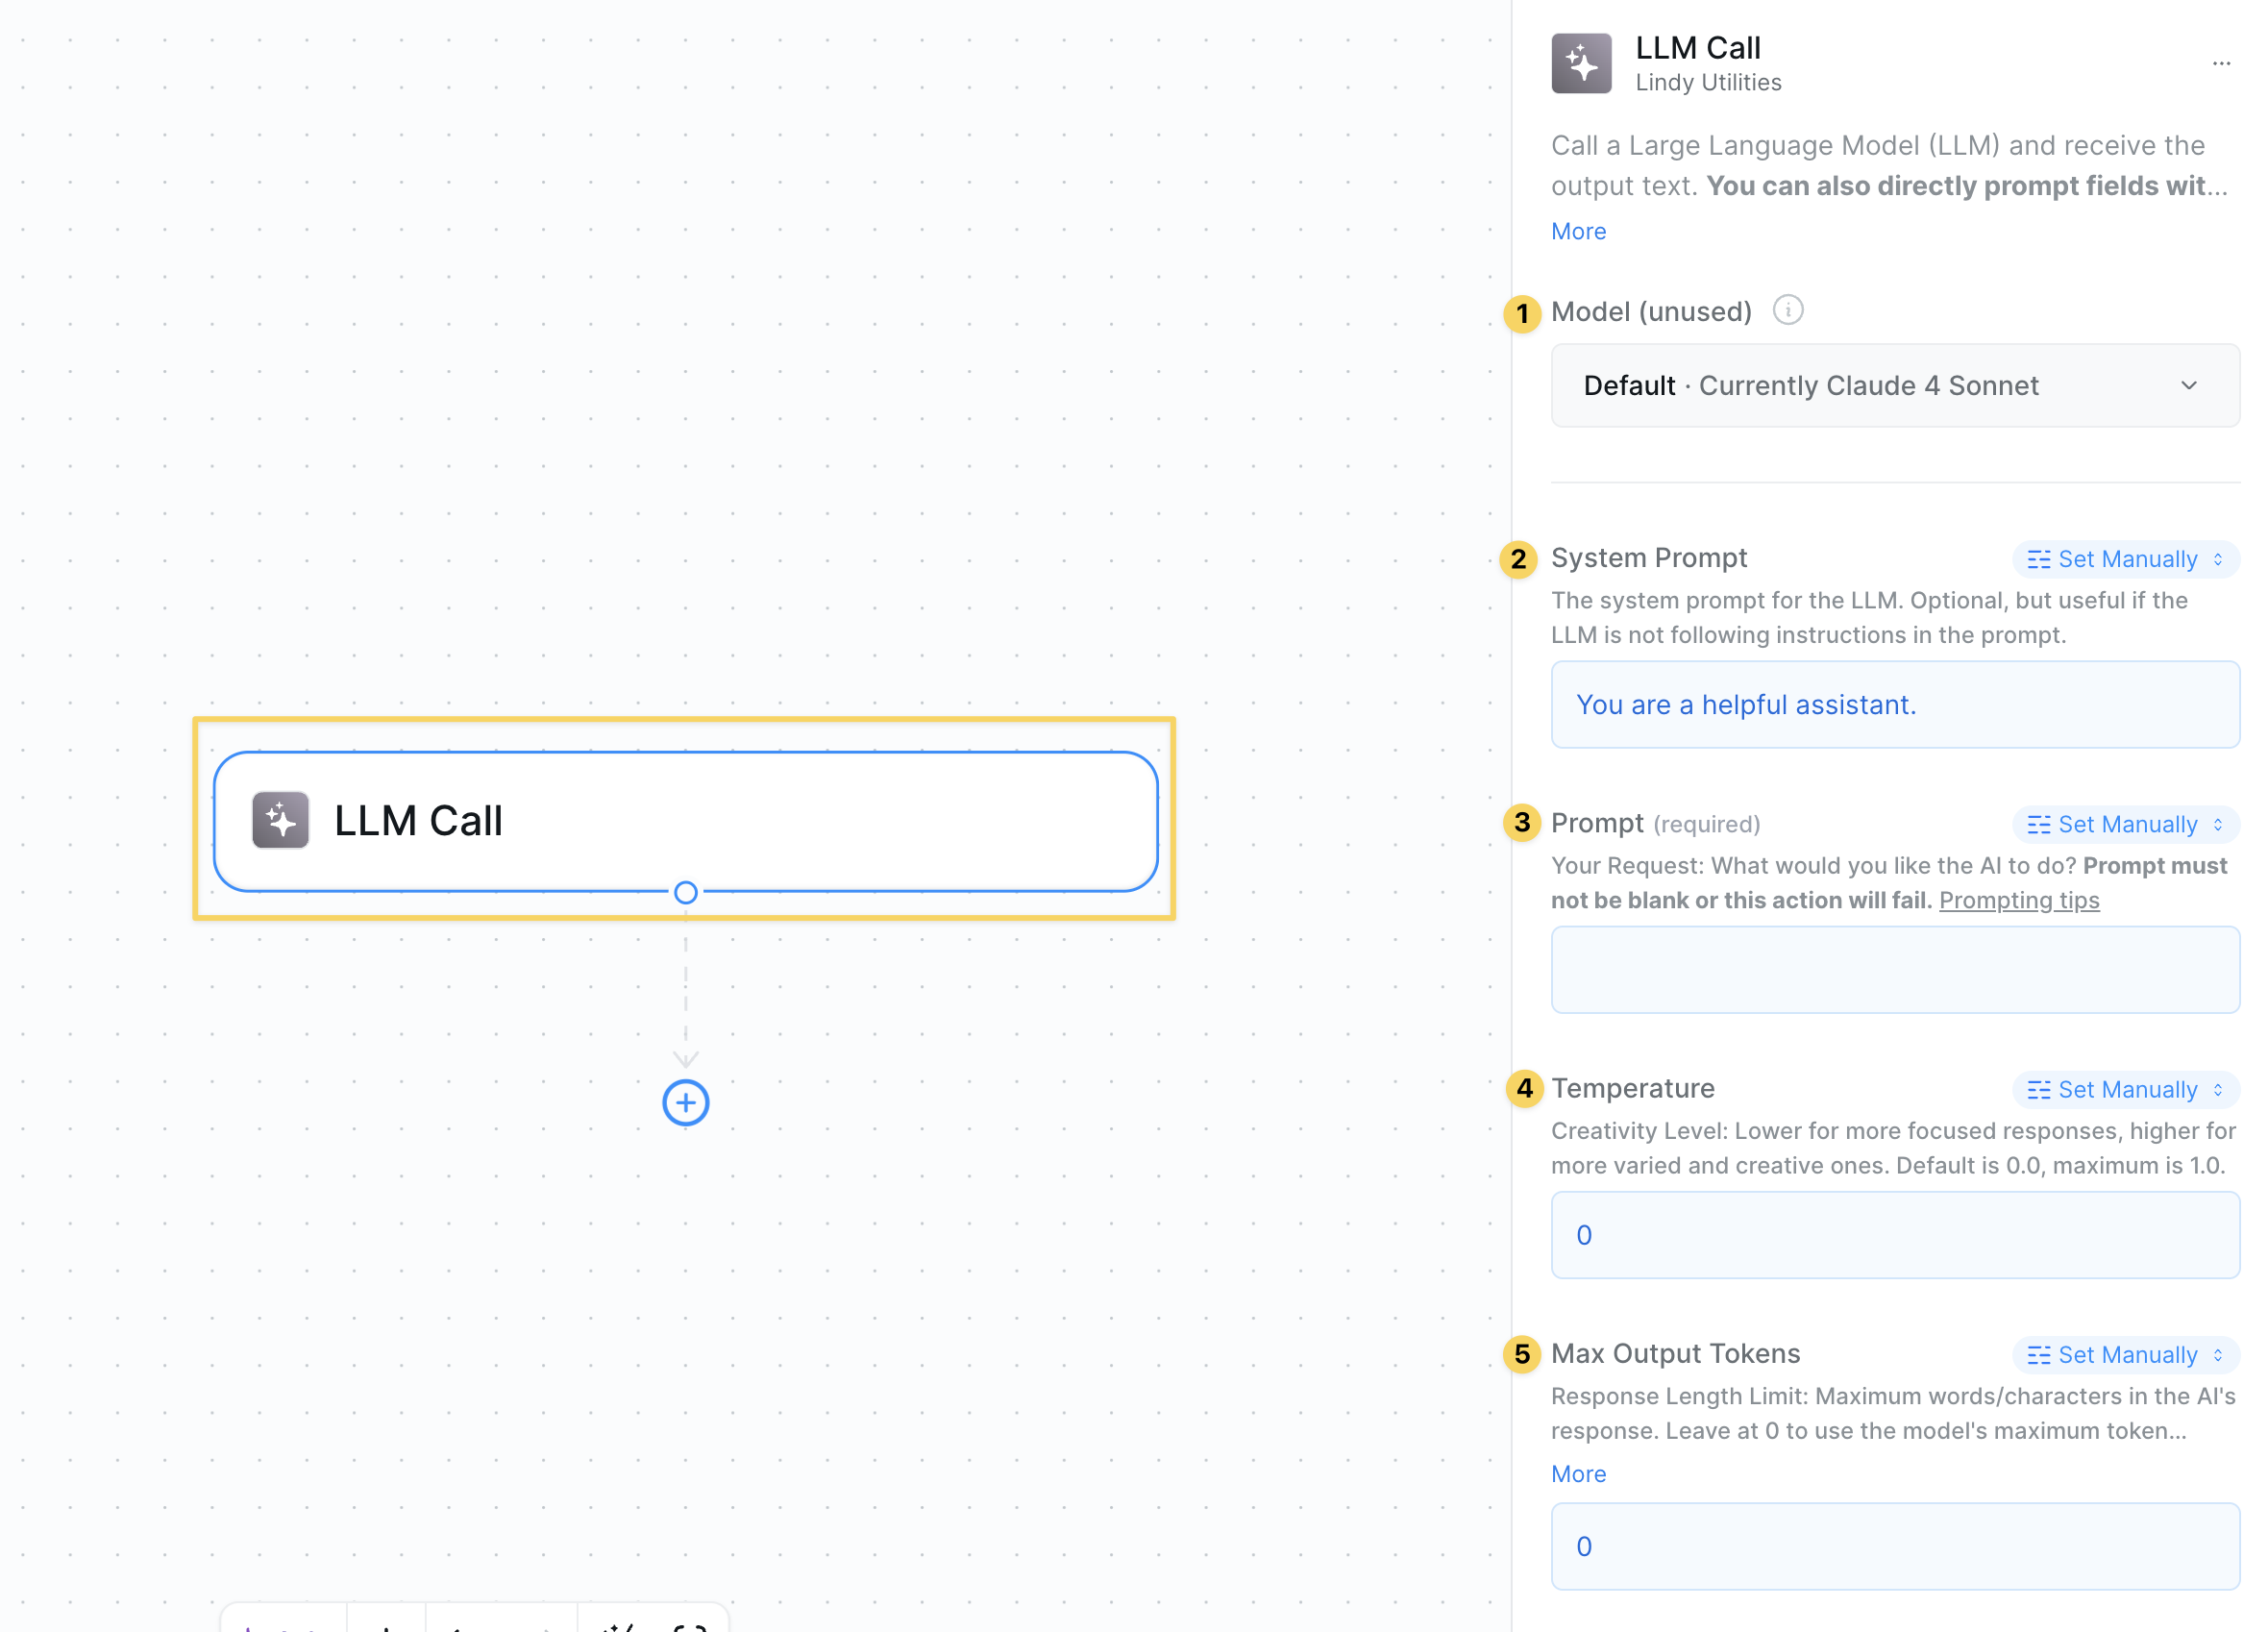 LLM Call
LLM Call
Lindy Utilities
...
Call a Large Language Model (LLM) and receive the
output text. You can also directly prompt fields wit...
More
1 Model (unused)
Default · Currently Claude 4 Sonnet
2 System Prompt Set Manually
The system prompt for the LLM. Optional, but useful if the
LLM is not following instructions in the prompt.
You are a helpful assistant.
3 Prompt (required) Set Manually
Your Request: What would you like the AI to do? Prompt must
not be blank or this action will fail. Prompting tips
4 Temperature Set Manually
Creativity Level: Lower for more focused responses, higher for
more varied and creative ones. Default is 0.0, maximum is 1.0.
0
5 Max Output Tokens Set Manually
Response Length Limit: Maximum words/characters in the AI's
response. Leave at 0 to use the model's maximum token...
More
0